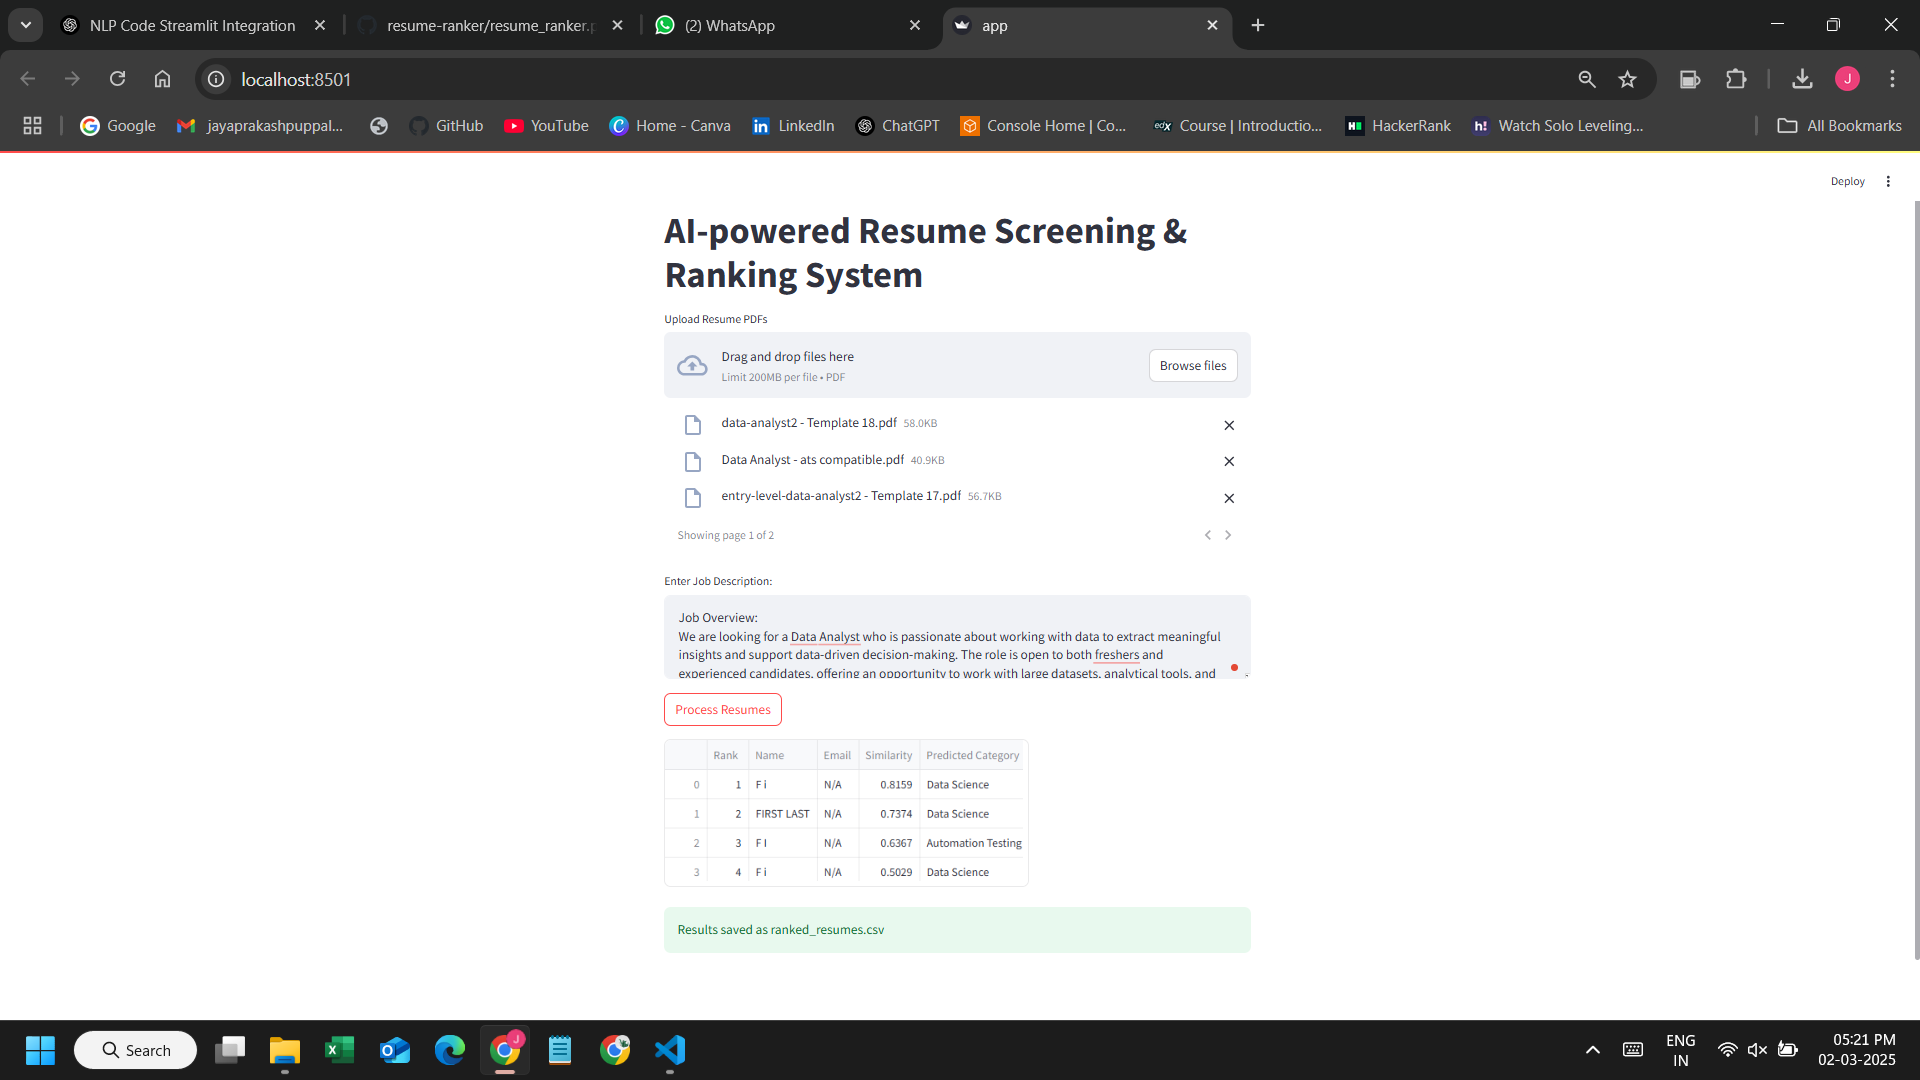 NLP Code Streamlit Integration
resume-ranker/resume_ranker.p
(2) WhatsApp
app
localhost:8501
J
Google
jayaprakashpuppal...
GitHub
YouTube
Home - Canva
LinkedIn
ChatGPT
Console Home | Co...
edX
Course | Introductio...
HackerRank
h!
Watch Solo Leveling...
All Bookmarks
Deploy
AI-powered Resume Screening &
Ranking System
Upload Resume PDFs
Drag and drop files here
Limit 200MB per file • PDF
Browse files
data-analyst2 - Template 18.pdf 58.0KB
Data Analyst - ats compatible.pdf 40.9KB
entry-level-data-analyst2 - Template 17.pdf 56.7KB
Showing page 1 of 2
Enter Job Description:
Job Overview:
We are looking for a Data Analyst who is passionate about working with data to extract meaningful
insights and support data-driven decision-making. The role is open to both freshers and
experienced candidates, offering an opportunity to work with large datasets, analytical tools, and
Process Resumes
Rank Name Email Similarity Predicted Category
0 1 F i N/A 0.8159 Data Science
1 2 FIRST LAST N/A 0.7374 Data Science
2 3 F I N/A 0.6367 Automation Testing
3 4 F i N/A 0.5029 Data Science
Results saved as ranked_resumes.csv
Search
J
ENG
IN
05:21 PM
02-03-2025